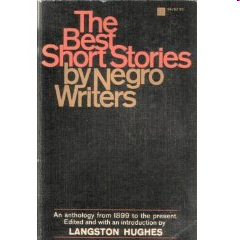 The
Best
Short Stories
by Negro
Writers
An anthology from 1899 to the present
Edited and with an introduction by
LANGSTON HUGHES